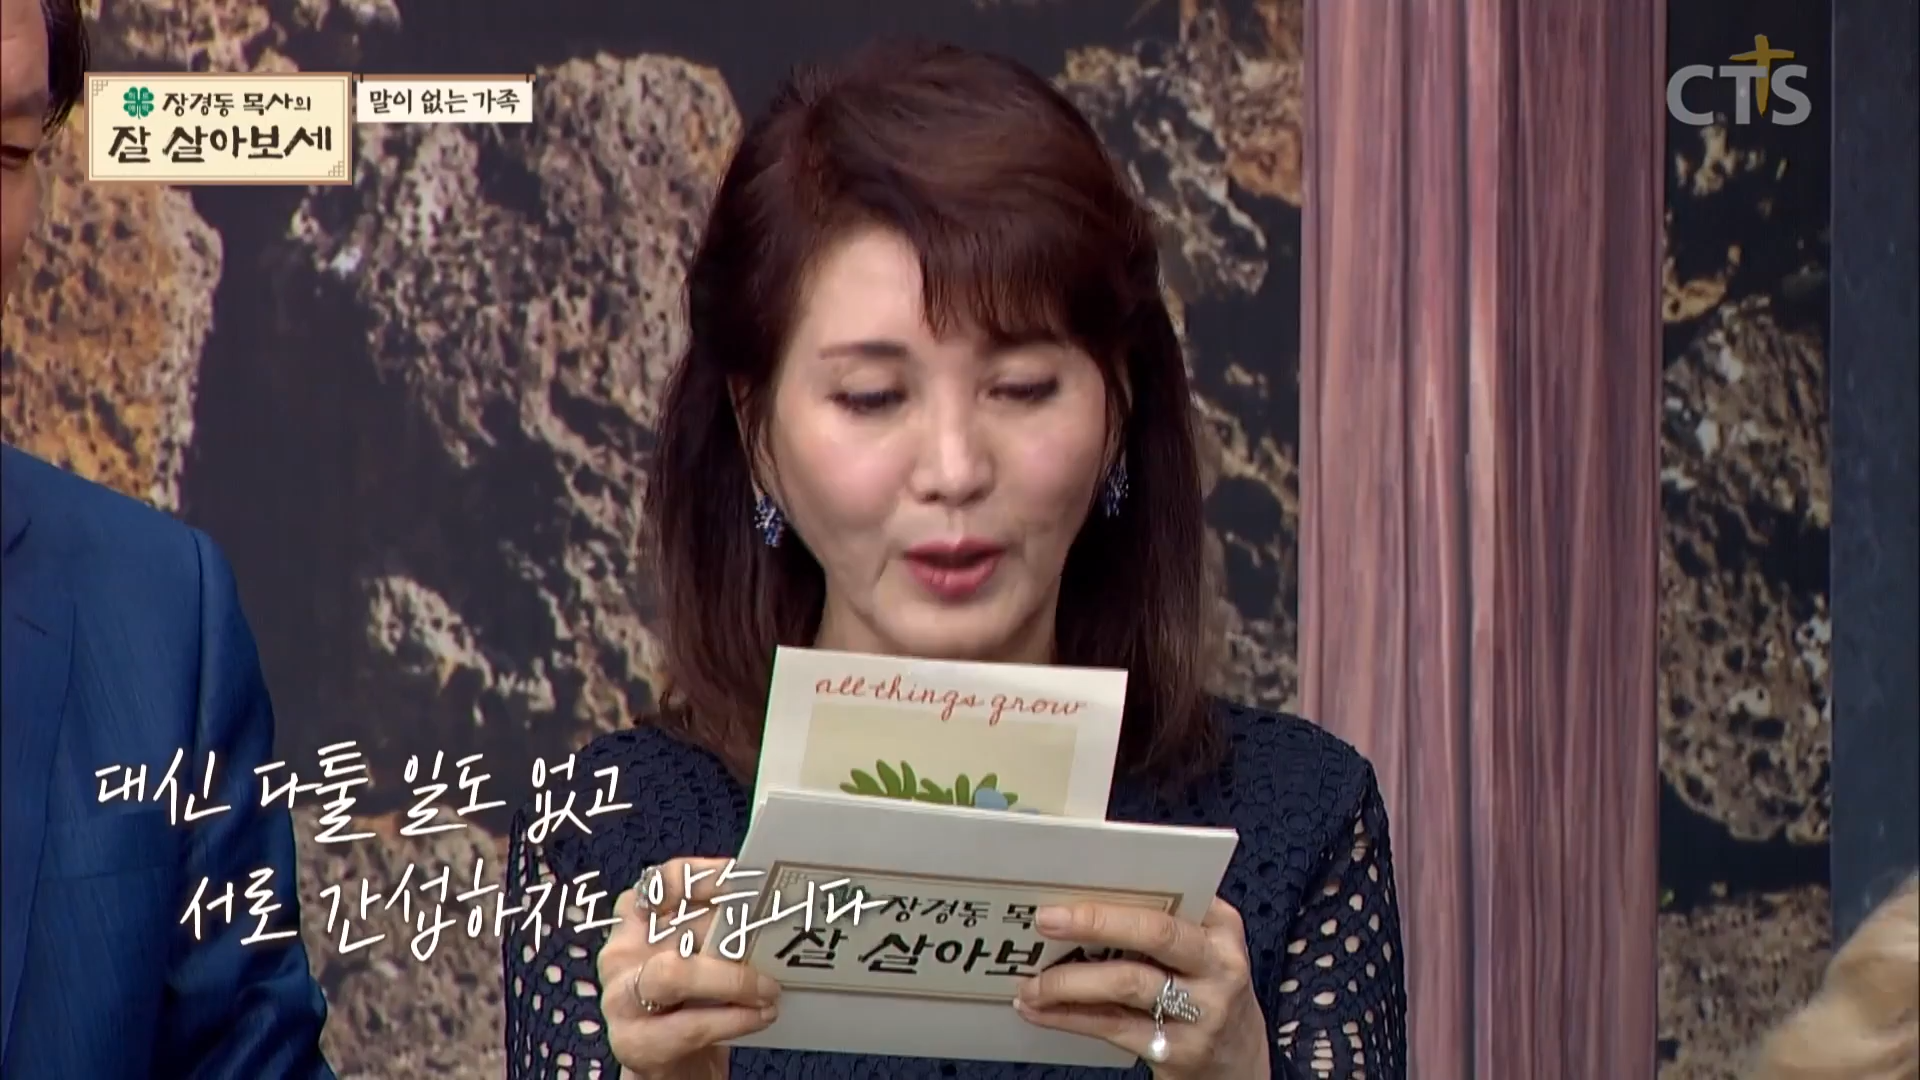 장경동 목사의
잘 살아보세
말이 없는 가족
CTS
all things grow
대신 다툴 일도 없고
서로 간섭하지도 않습니다
장경동 목
잘 살아보세